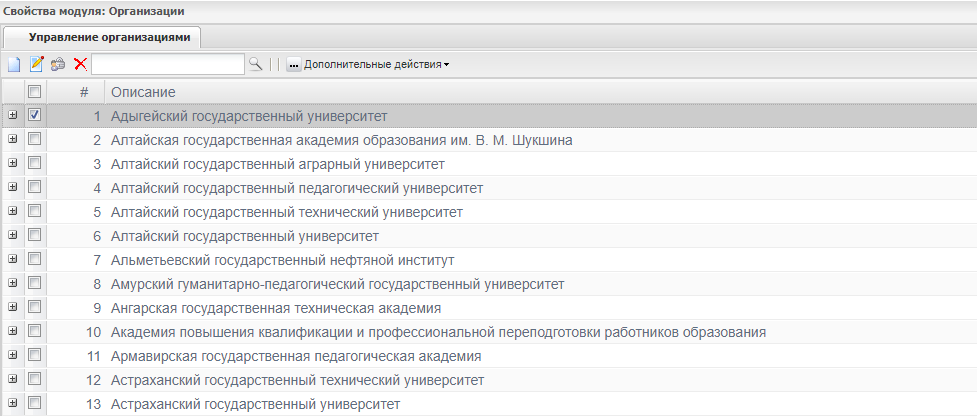 Свойства модуля: Организации
Управление организациями
... Дополнительные действия
# Описание
1 Адыгейский государственный университет
2 Алтайская государственная академия образования им. В. М. Шукшина
3 Алтайский государственный аграрный университет
4 Алтайский государственный педагогический университет
5 Алтайский государственный технический университет
6 Алтайский государственный университет
7 Альметьевский государственный нефтяной институт
8 Амурский гуманитарно-педагогический государственный университет
9 Ангарская государственная техническая академия
10 Академия повышения квалификации и профессиональной переподготовки работников образования
11 Армавирская государственная педагогическая академия
12 Астраханский государственный технический университет
13 Астраханский государственный университет